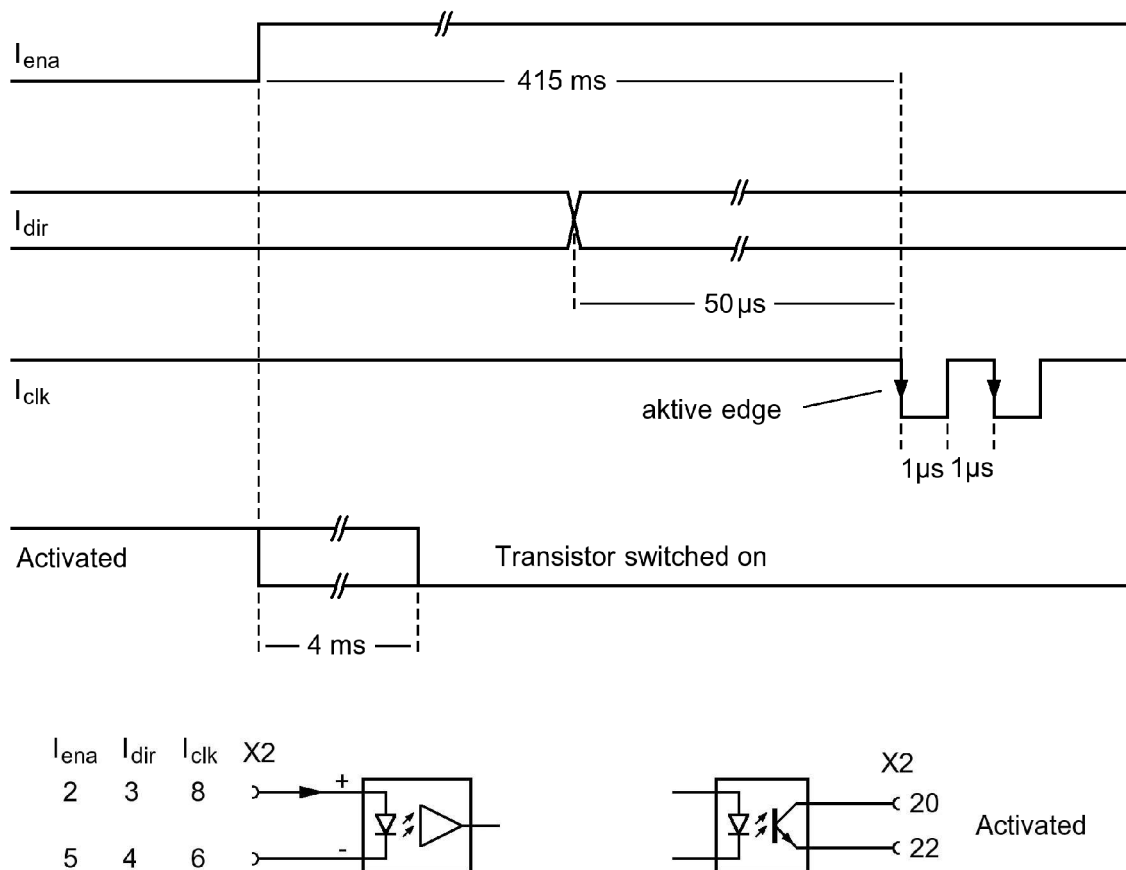 Iena
415 ms
Idir
50 µs
Iclk
aktive edge
1µs 1µs
Activated
Transistor switched on
4 ms
Iena Idir Iclk X2
2 3 8 +
5 4 6 -
X2
20
22
Activated